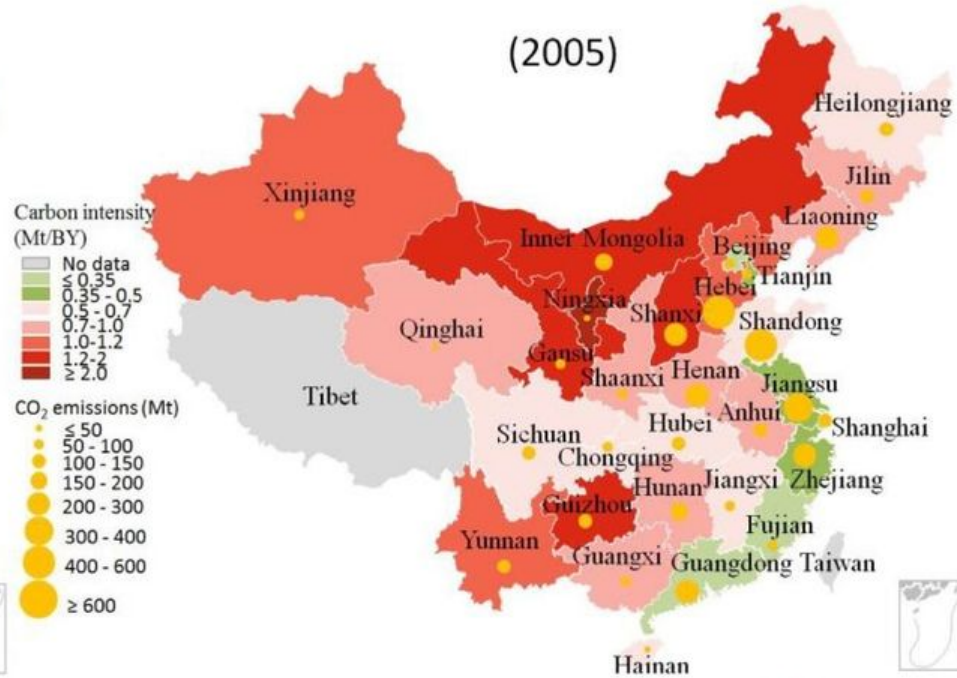 (2005)
Heilongjiang
Jilin
Xinjiang
Liaoning
Carbon intensity
(Mt/BY)
Inner Mongolia
Beijing
No data
Tianjin
≤ 0.35
Hebei
0.35 - 0.5
Ningxia
0.5 - 0.7
Shanxi
Shandong
0.7-1.0
Qinghai
1.0-1.2
1.2-2
Gansu
≥ 2.0
Shaanxi
Henan
Jiangsu
Tibet
CO₂ emissions (Mt)
Anhui
Hubei
Shanghai
≤ 50
Sichuan
50 - 100
Chongqing
100 - 150
Zhejiang
Jiangxi
150 - 200
Hunan
200 - 300
Guizhou
Fujian
300 - 400
Yunnan
Guangxi
Guangdong Taiwan
400 - 600
≥ 600
Hainan